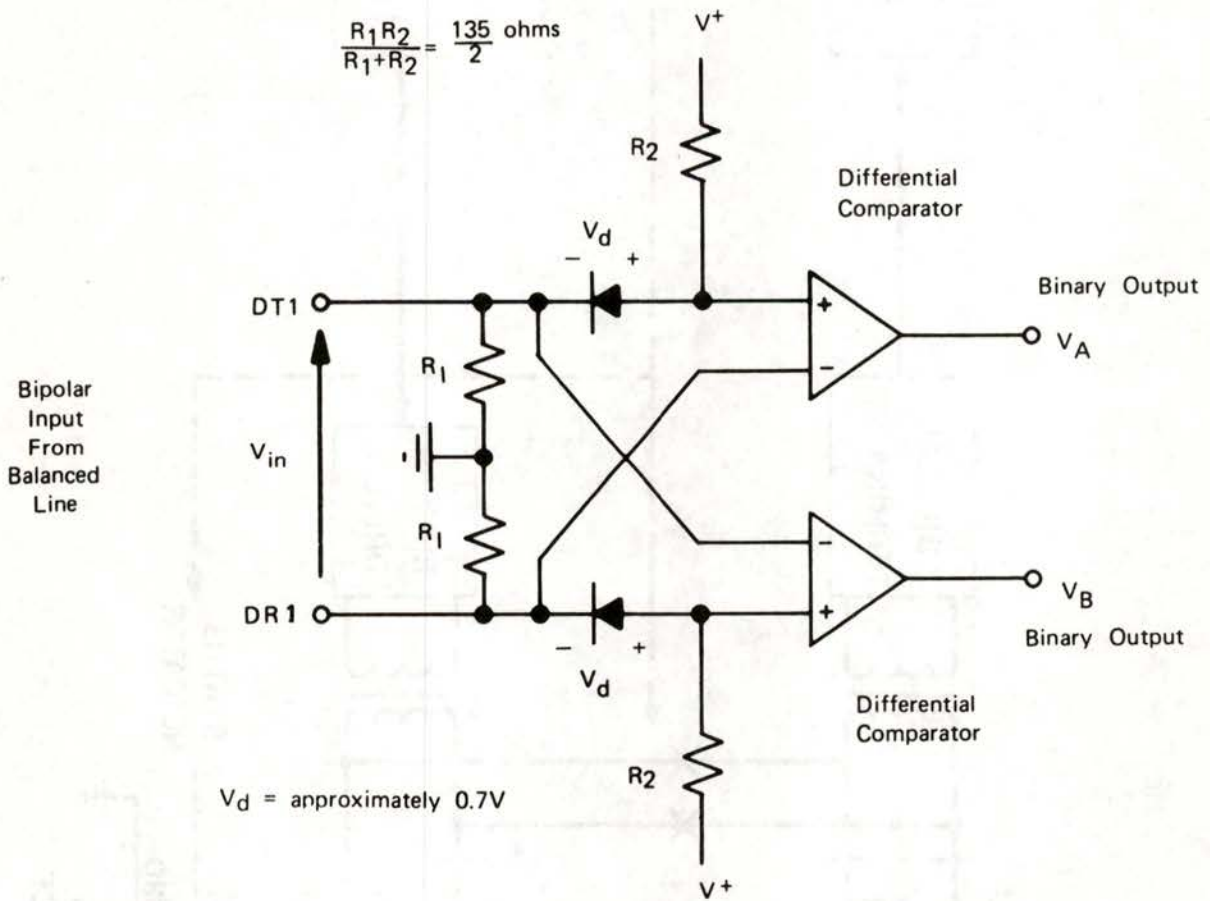 R1R2 / R1+R2 = 135 / 2 ohms
V+
R2
Differential
Comparator
Vd
- +
DT1
+
-
Binary Output
VA
R1
Bipolar
Input
From
Balanced
Line
Vin
R1
-
+
DR1
- +
Vd
VB
Binary Output
Differential
Comparator
R2
Vd = approximately 0.7V
V+